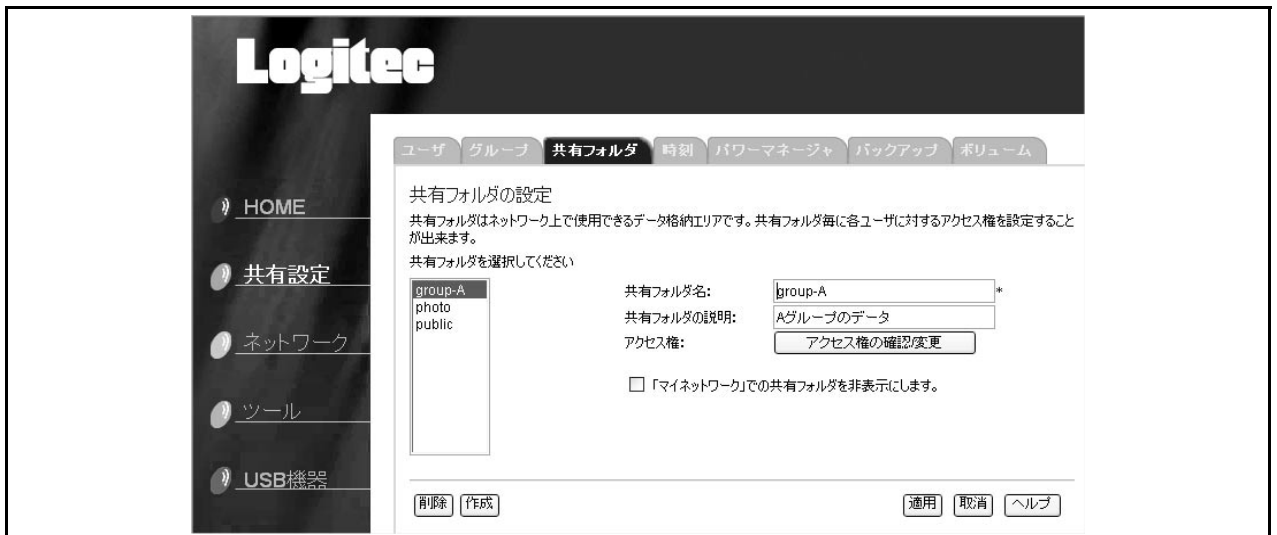 Logitec
ユーザ グループ 共有フォルダ 時刻 パワーマネージャ バックアップ ボリューム
HOME
共有設定
ネットワーク
ツール
USB機器
共有フォルダの設定
共有フォルダはネットワーク上で使用できるデータ格納エリアです。共有フォルダ毎に各ユーザに対するアクセス権を設定すること
が出来ます。
共有フォルダを選択してください
group-A
photo
public
共有フォルダ名: group-A *
共有フォルダの説明: Aグループのデータ
アクセス権: アクセス権の確認/変更
「マイネットワーク」での共有フォルダを非表示にします。
削除 作成 適用 取消 ヘルプ